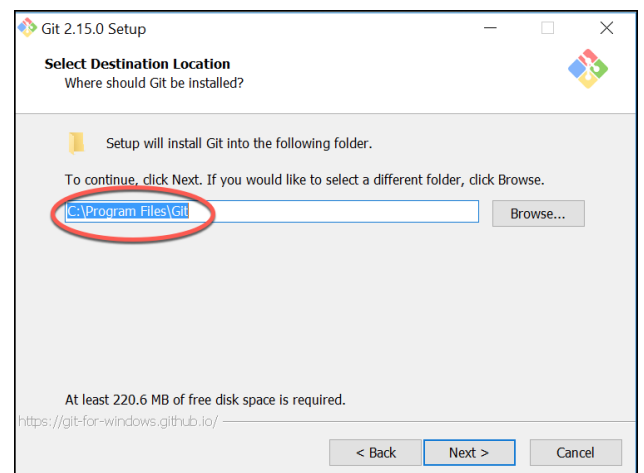 Git 2.15.0 Setup
Select Destination Location
Where should Git be installed?
Setup will install Git into the following folder.
To continue, click Next. If you would like to select a different folder, click Browse.
C:\Program Files\Git
Browse...
At least 220.6 MB of free disk space is required.
https://git-for-windows.github.io/
< Back Next > Cancel